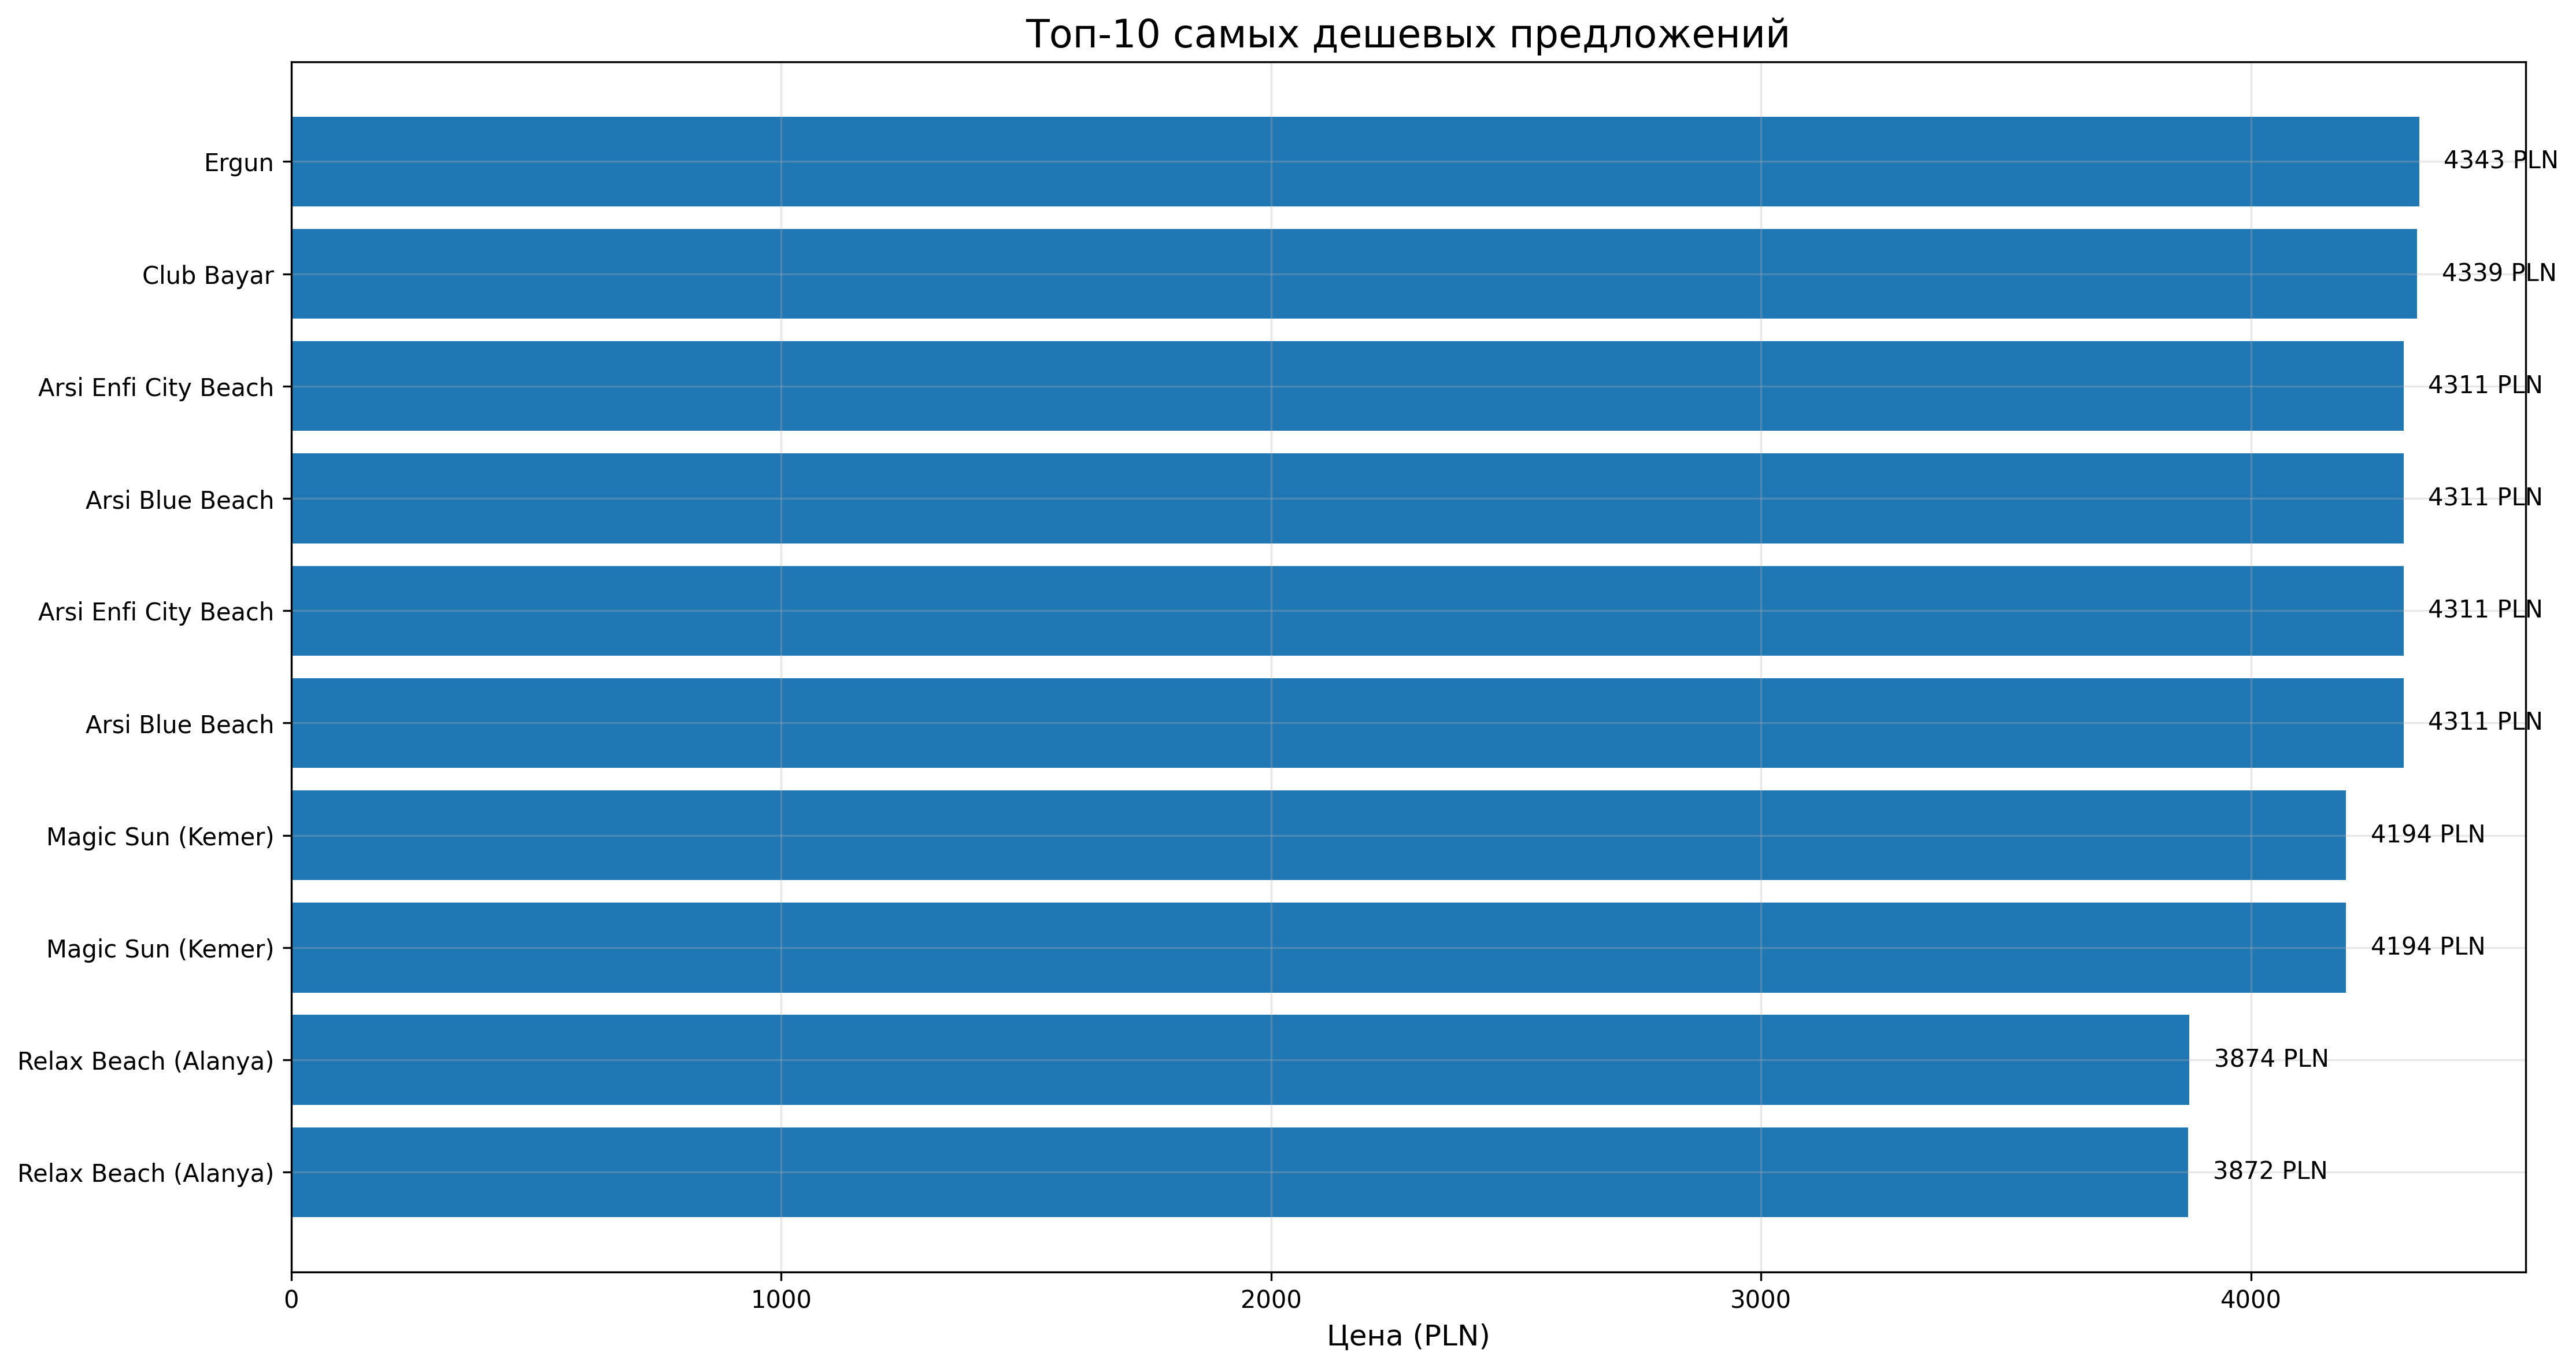 Топ-10 самых дешевых предложений
Ergun
4343 PLN
Club Bayar
4339 PLN
Arsi Enfi City Beach
4311 PLN
Arsi Blue Beach
4311 PLN
Arsi Enfi City Beach
4311 PLN
Arsi Blue Beach
4311 PLN
Magic Sun (Kemer)
4194 PLN
Magic Sun (Kemer)
4194 PLN
Relax Beach (Alanya)
3874 PLN
Relax Beach (Alanya)
3872 PLN
0 1000 2000 3000 4000
Цена (PLN)